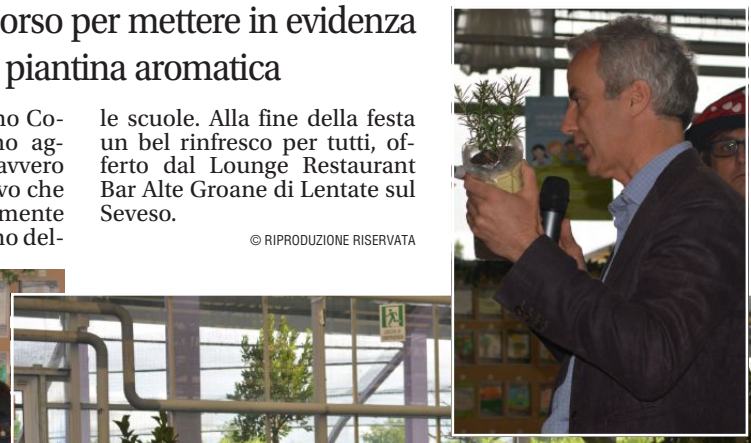 orso per mettere in evidenza
piantina aromatica
no Co-
no ag-
avvero
vo che
mente
no del-
le scuole. Alla fine della festa
un bel rinfresco per tutti, of-
ferto dal Lounge Restaurant
Bar Alte Groane di Lentate sul
Seveso.
© RIPRODUZIONE RISERVATA